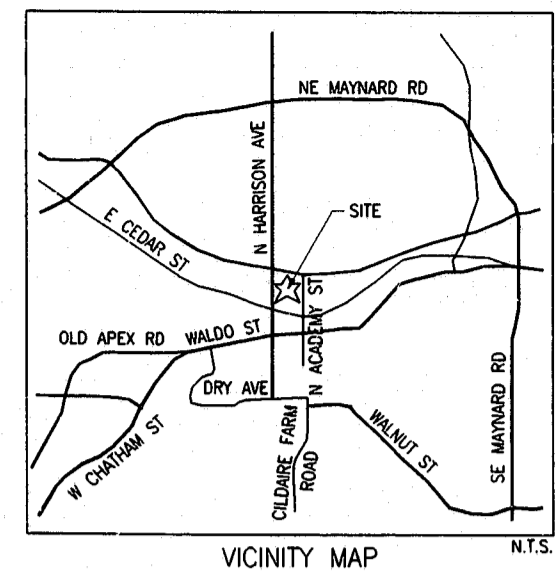 NE MAYNARD RD
N HARRISON AVE
SITE
E CEDAR ST
N ACADEMY ST
OLD APEX RD
WALDO ST
DRY AVE
W CHATHAM ST
CILDAIRE FARM
ROAD
WALNUT ST
SE MAYNARD RD
VICINITY MAP
N.T.S.